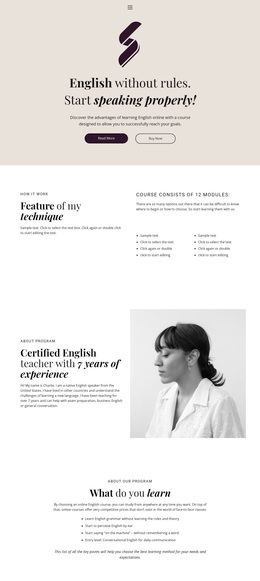 English without rules.
Start speaking properly!
Discover the advantages of learning English online with a course
designed to allow you to successfully reach your goals.
Read More
Buy Now
HOW IT WORK
Feature of my
technique
Sample text. Click to select the text box. Click again or double click
to start editing the text.
COURSE CONSISTS OF 12 MODULES:
There are so many options out there that it can be difficult to know
where to begin or how to choose. So start learning them with us.
Sample text
Click to select the text
Click again or double
click to start editing
Sample text
Click to select the text
Click again or double
click to start editing
ABOUT PROGRAM
Certified English
teacher with 7 years of
experience
Hi! My name is Charlie. I am a native English speaker from the
United States. I have lived in other countries and understand the
challenges of learning a new language. I have been teaching for
over 7 years and can help with exam preparation, business English
or general conversation.
ABOUT OUR PROGRAM
What do you learn
By choosing an online English course, you can study from anywhere at any time you want. On top of
that, online courses offer very competitive prices that don't seem to the world of face-to-face classes.
Learn English grammar without learning the rules and theory
Start to perceive English by ear
Start saying "on the machine" - without remembering a word
Entry level: Conversational English for daily communication
This list of all the key points will help you choose the best learning method for your needs and
expectations.